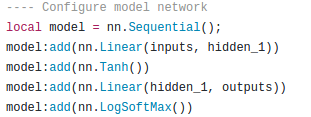 ---- Configure model network
local model = nn.Sequential();
model:add(nn.Linear(inputs, hidden_1))
model:add(nn.Tanh())
model:add(nn.Linear(hidden_1, outputs))
model:add(nn.LogSoftMax())